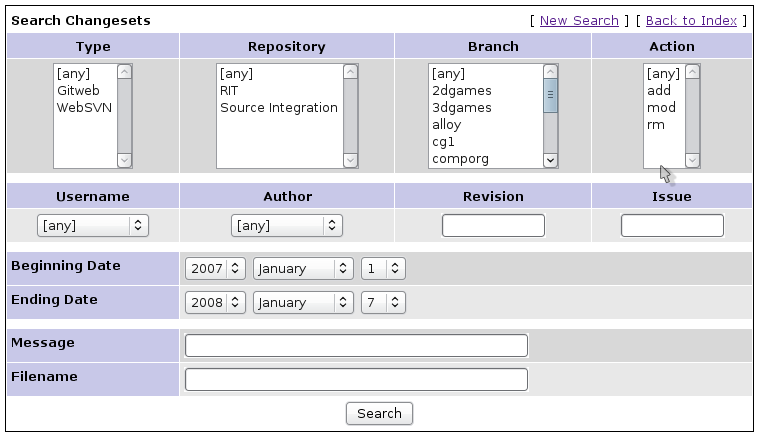 Search Changesets [ New Search ] [ Back to Index ]
Type Repository Branch Action
[any] [any] [any] [any]
Gitweb RIT 2dgames add
WebSVN Source Integration 3dgames mod
alloy rm
cg1
comporg
Username Author Revision Issue
[any] [any]
Beginning Date 2007 January 1
Ending Date 2008 January 7
Message
Filename
Search